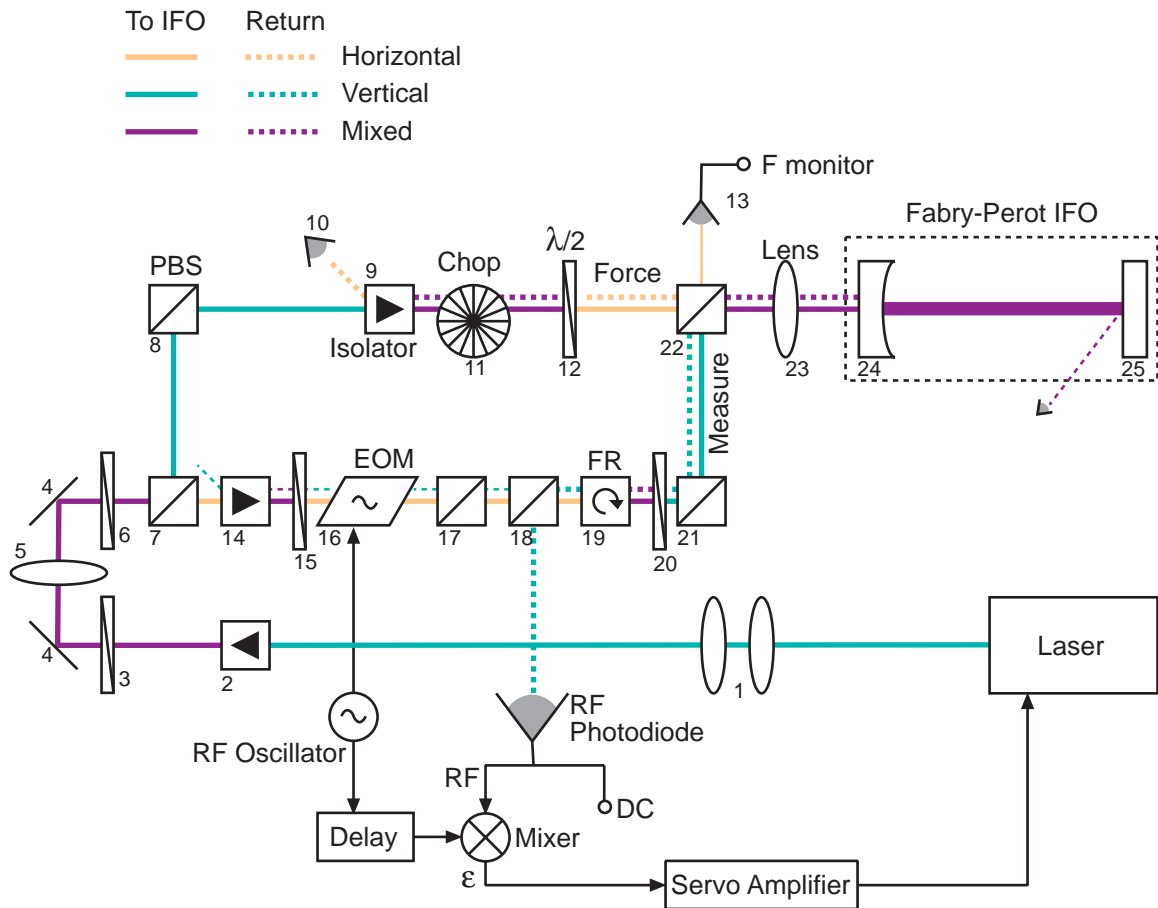 To IFO Return
Horizontal
Vertical
Mixed
F monitor
13
Fabry-Perot IFO
10
λ/2
Lens
PBS
9
Chop
Force
8
Isolator
11
12
22
23
24
25
Measure
4
EOM
FR
5
6
7
14
15
16
17
18
19
20
21
4
3
2
1
Laser
RF
Photodiode
RF Oscillator
RF
DC
Delay
Mixer
ε
Servo Amplifier